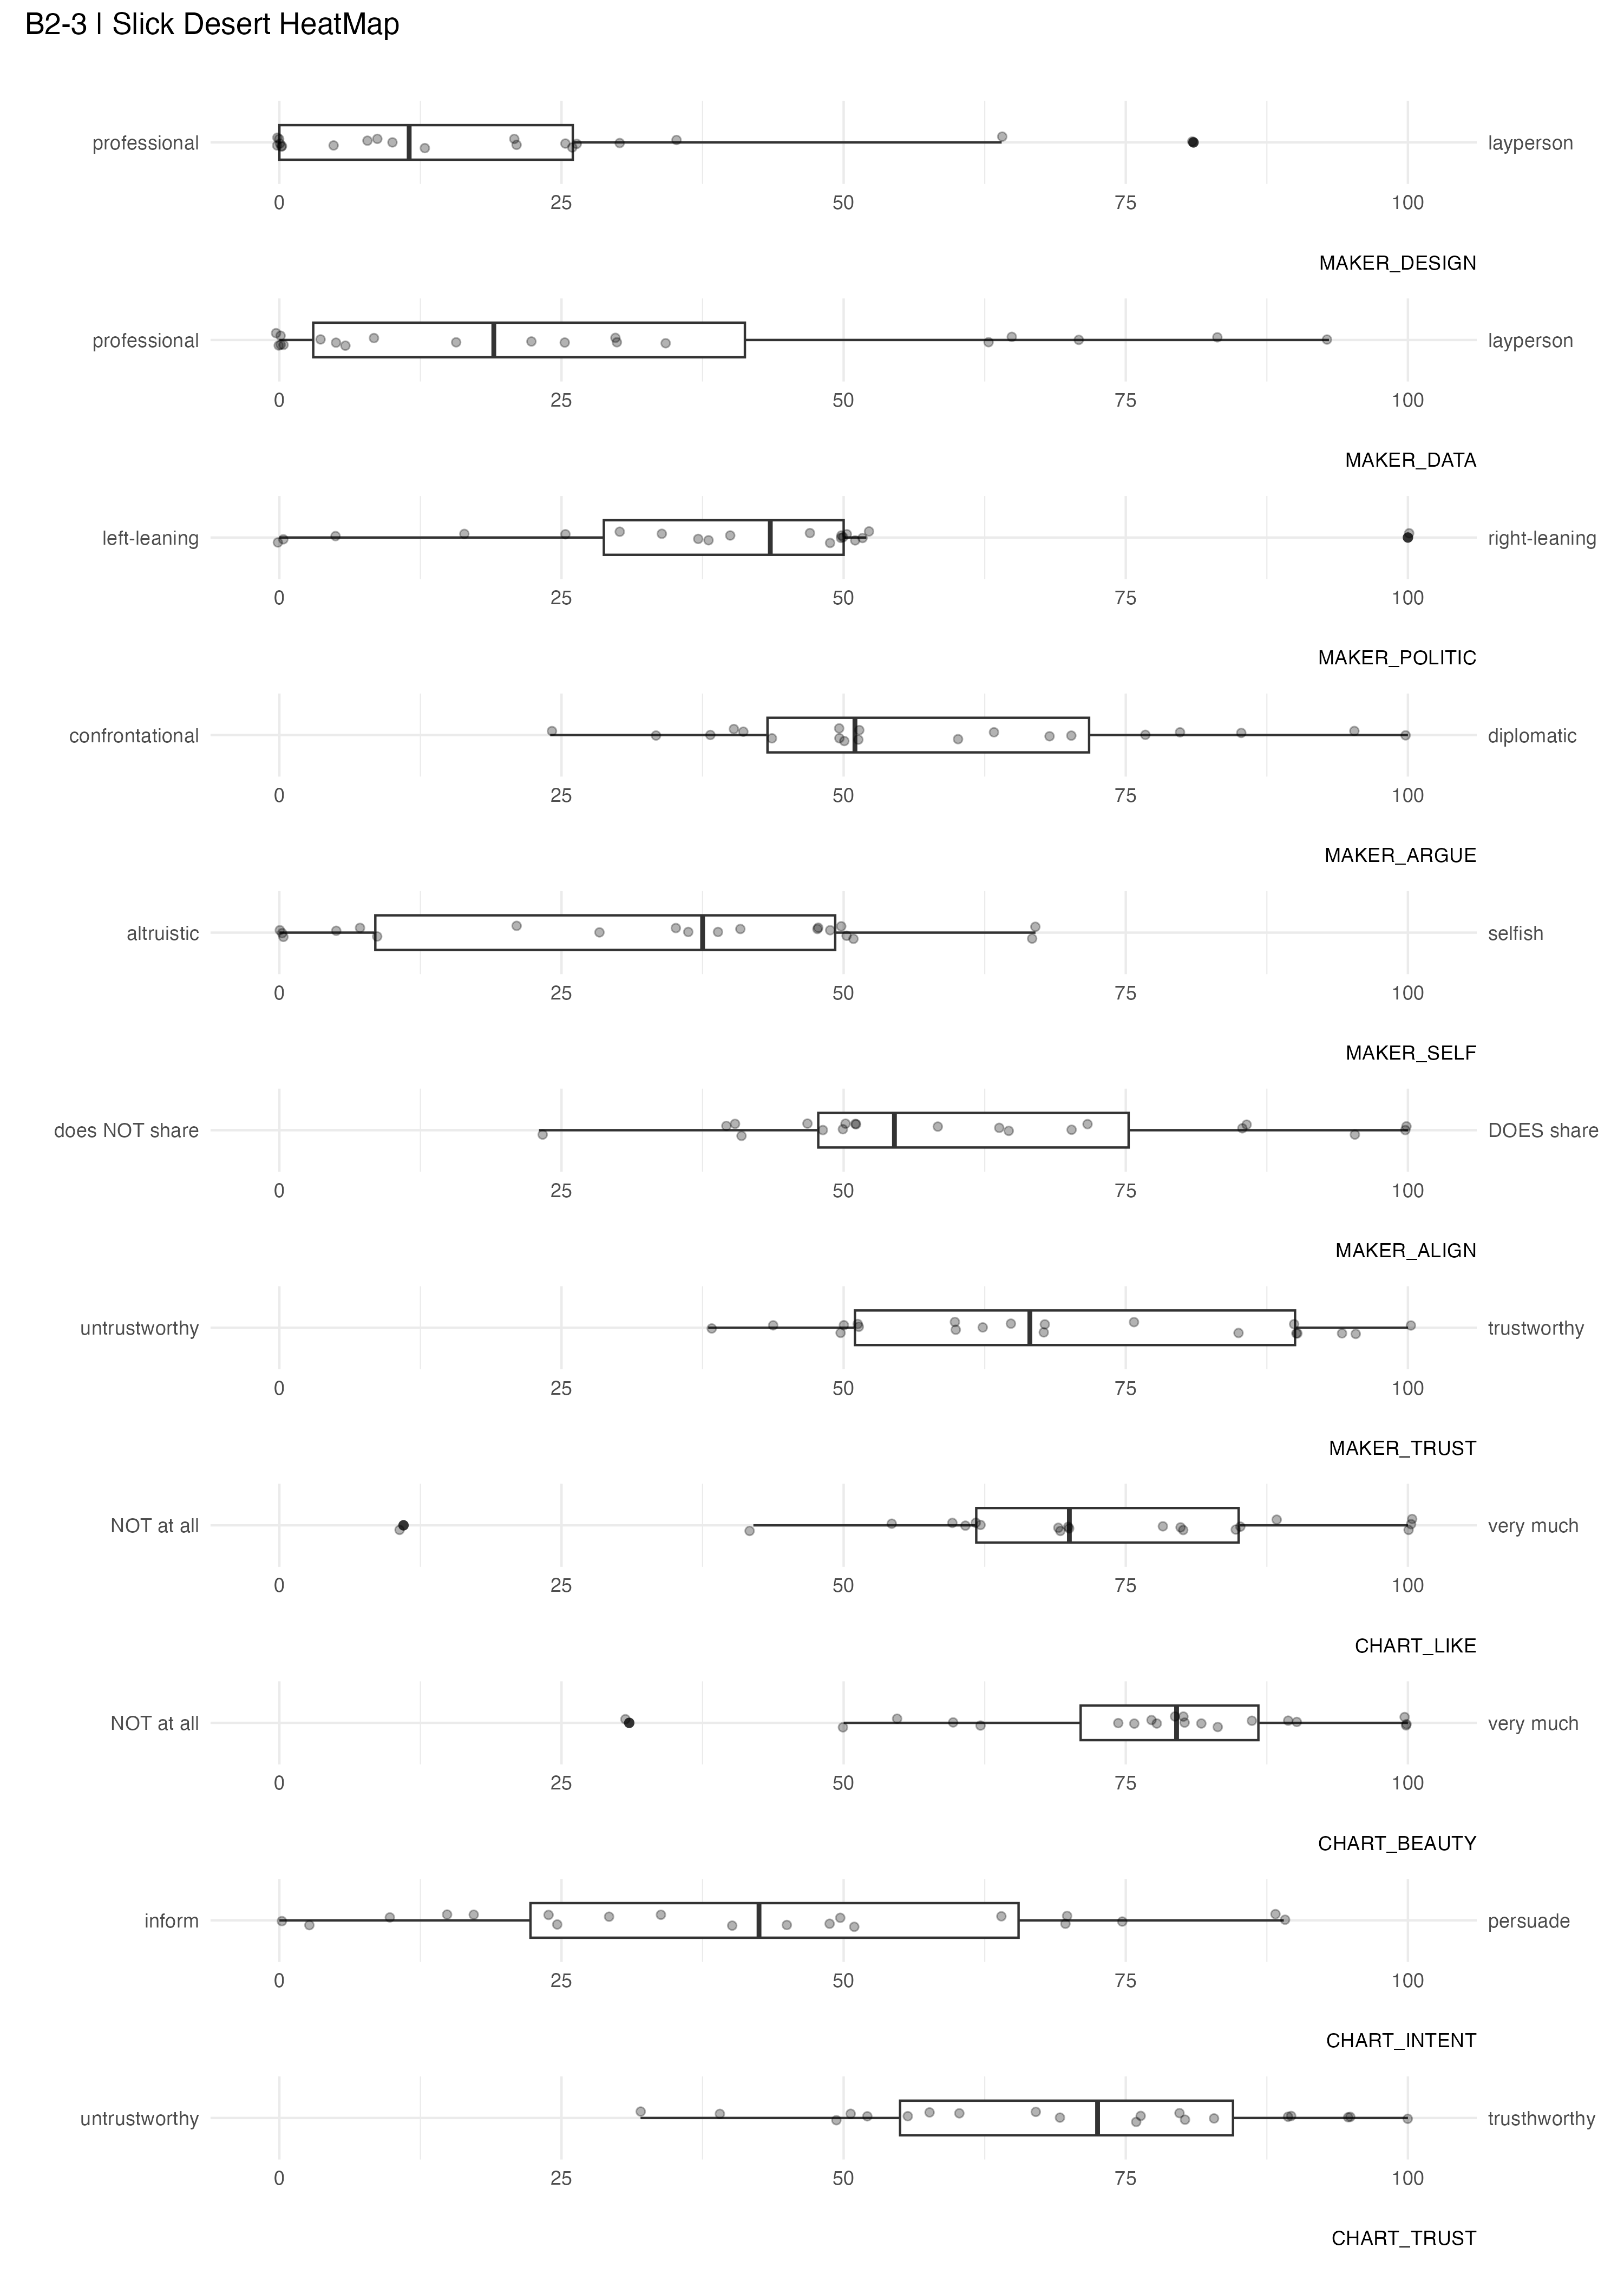 B2-3 | Slick Desert HeatMap
professional layperson
0 25 50 75 100
MAKER_DESIGN
professional layperson
0 25 50 75 100
MAKER_DATA
left-leaning right-leaning
0 25 50 75 100
MAKER_POLITIC
confrontational diplomatic
0 25 50 75 100
MAKER_ARGUE
altruistic selfish
0 25 50 75 100
MAKER_SELF
does NOT share DOES share
0 25 50 75 100
MAKER_ALIGN
untrustworthy trustworthy
0 25 50 75 100
MAKER_TRUST
NOT at all very much
0 25 50 75 100
CHART_LIKE
NOT at all very much
0 25 50 75 100
CHART_BEAUTY
inform persuade
0 25 50 75 100
CHART_INTENT
untrustworthy trusthworthy
0 25 50 75 100
CHART_TRUST